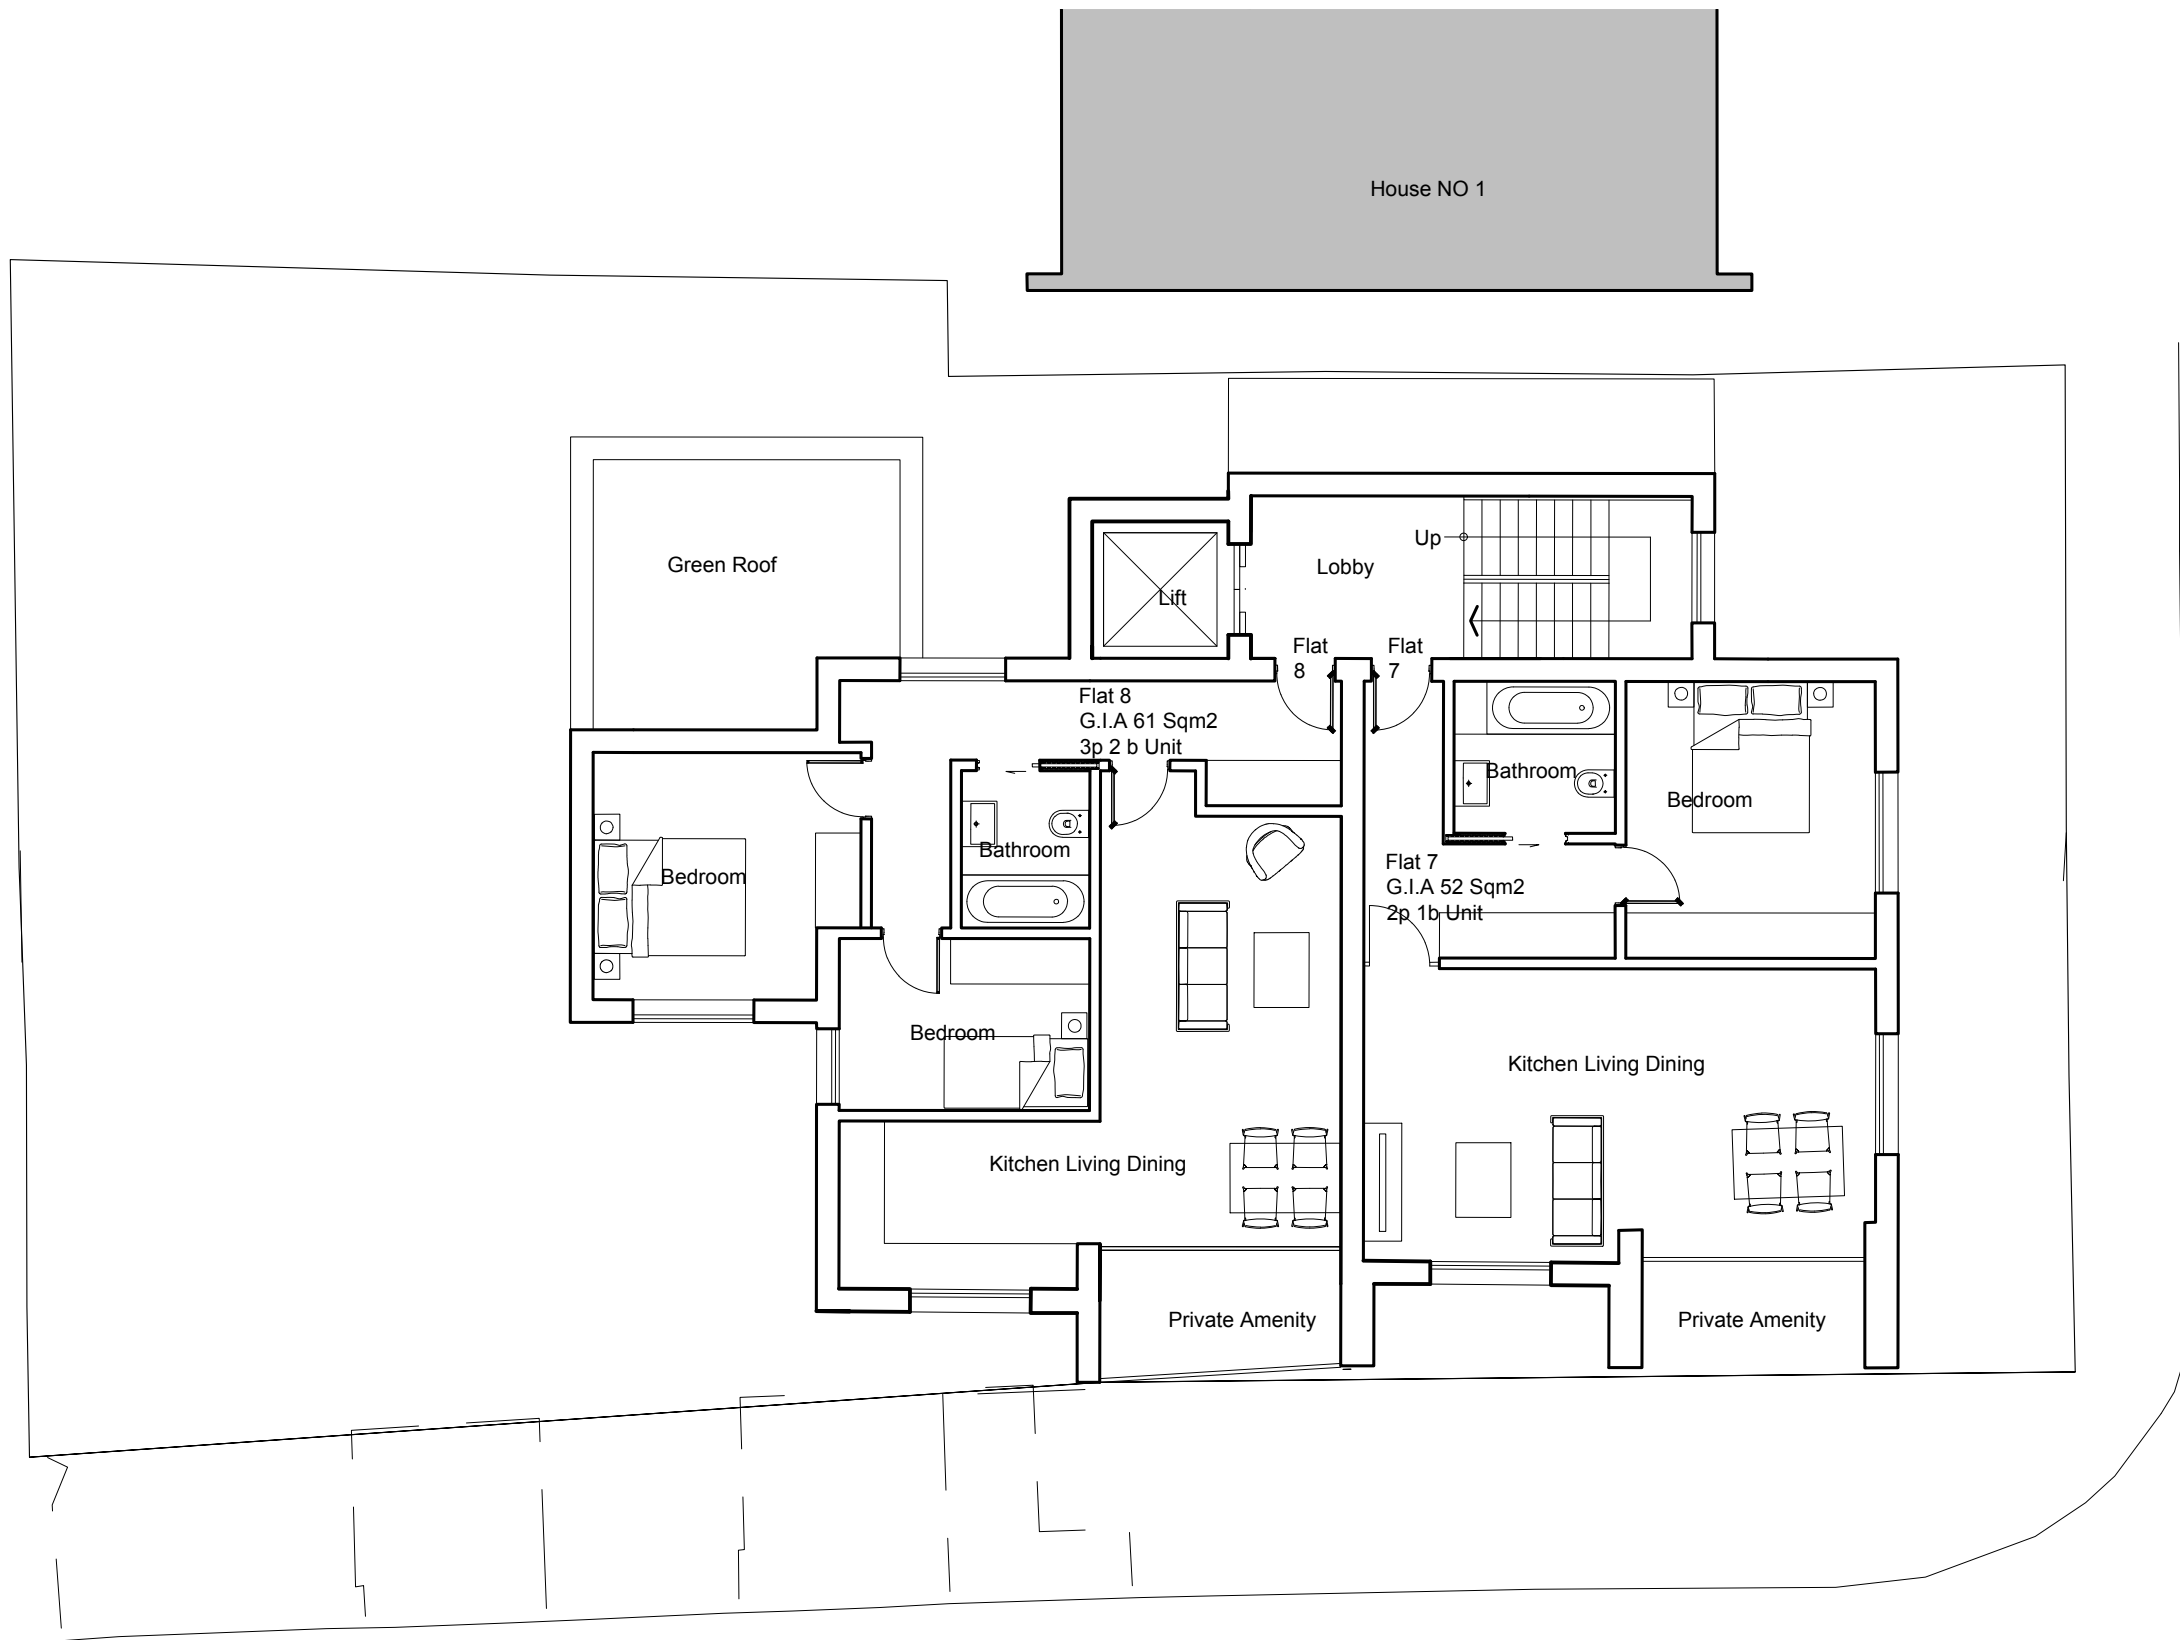 House NO 1
Green Roof
Up
Lobby
Lift
Flat
8
Flat
7
Flat 8
G.I.A 61 Sqm2
3p 2 b Unit
Bathroom
Bedroom
Bathroom
Bedroom
Flat 7
G.I.A 52 Sqm2
2p 1b Unit
Bedroom
Kitchen Living Dining
Kitchen Living Dining
Private Amenity
Private Amenity